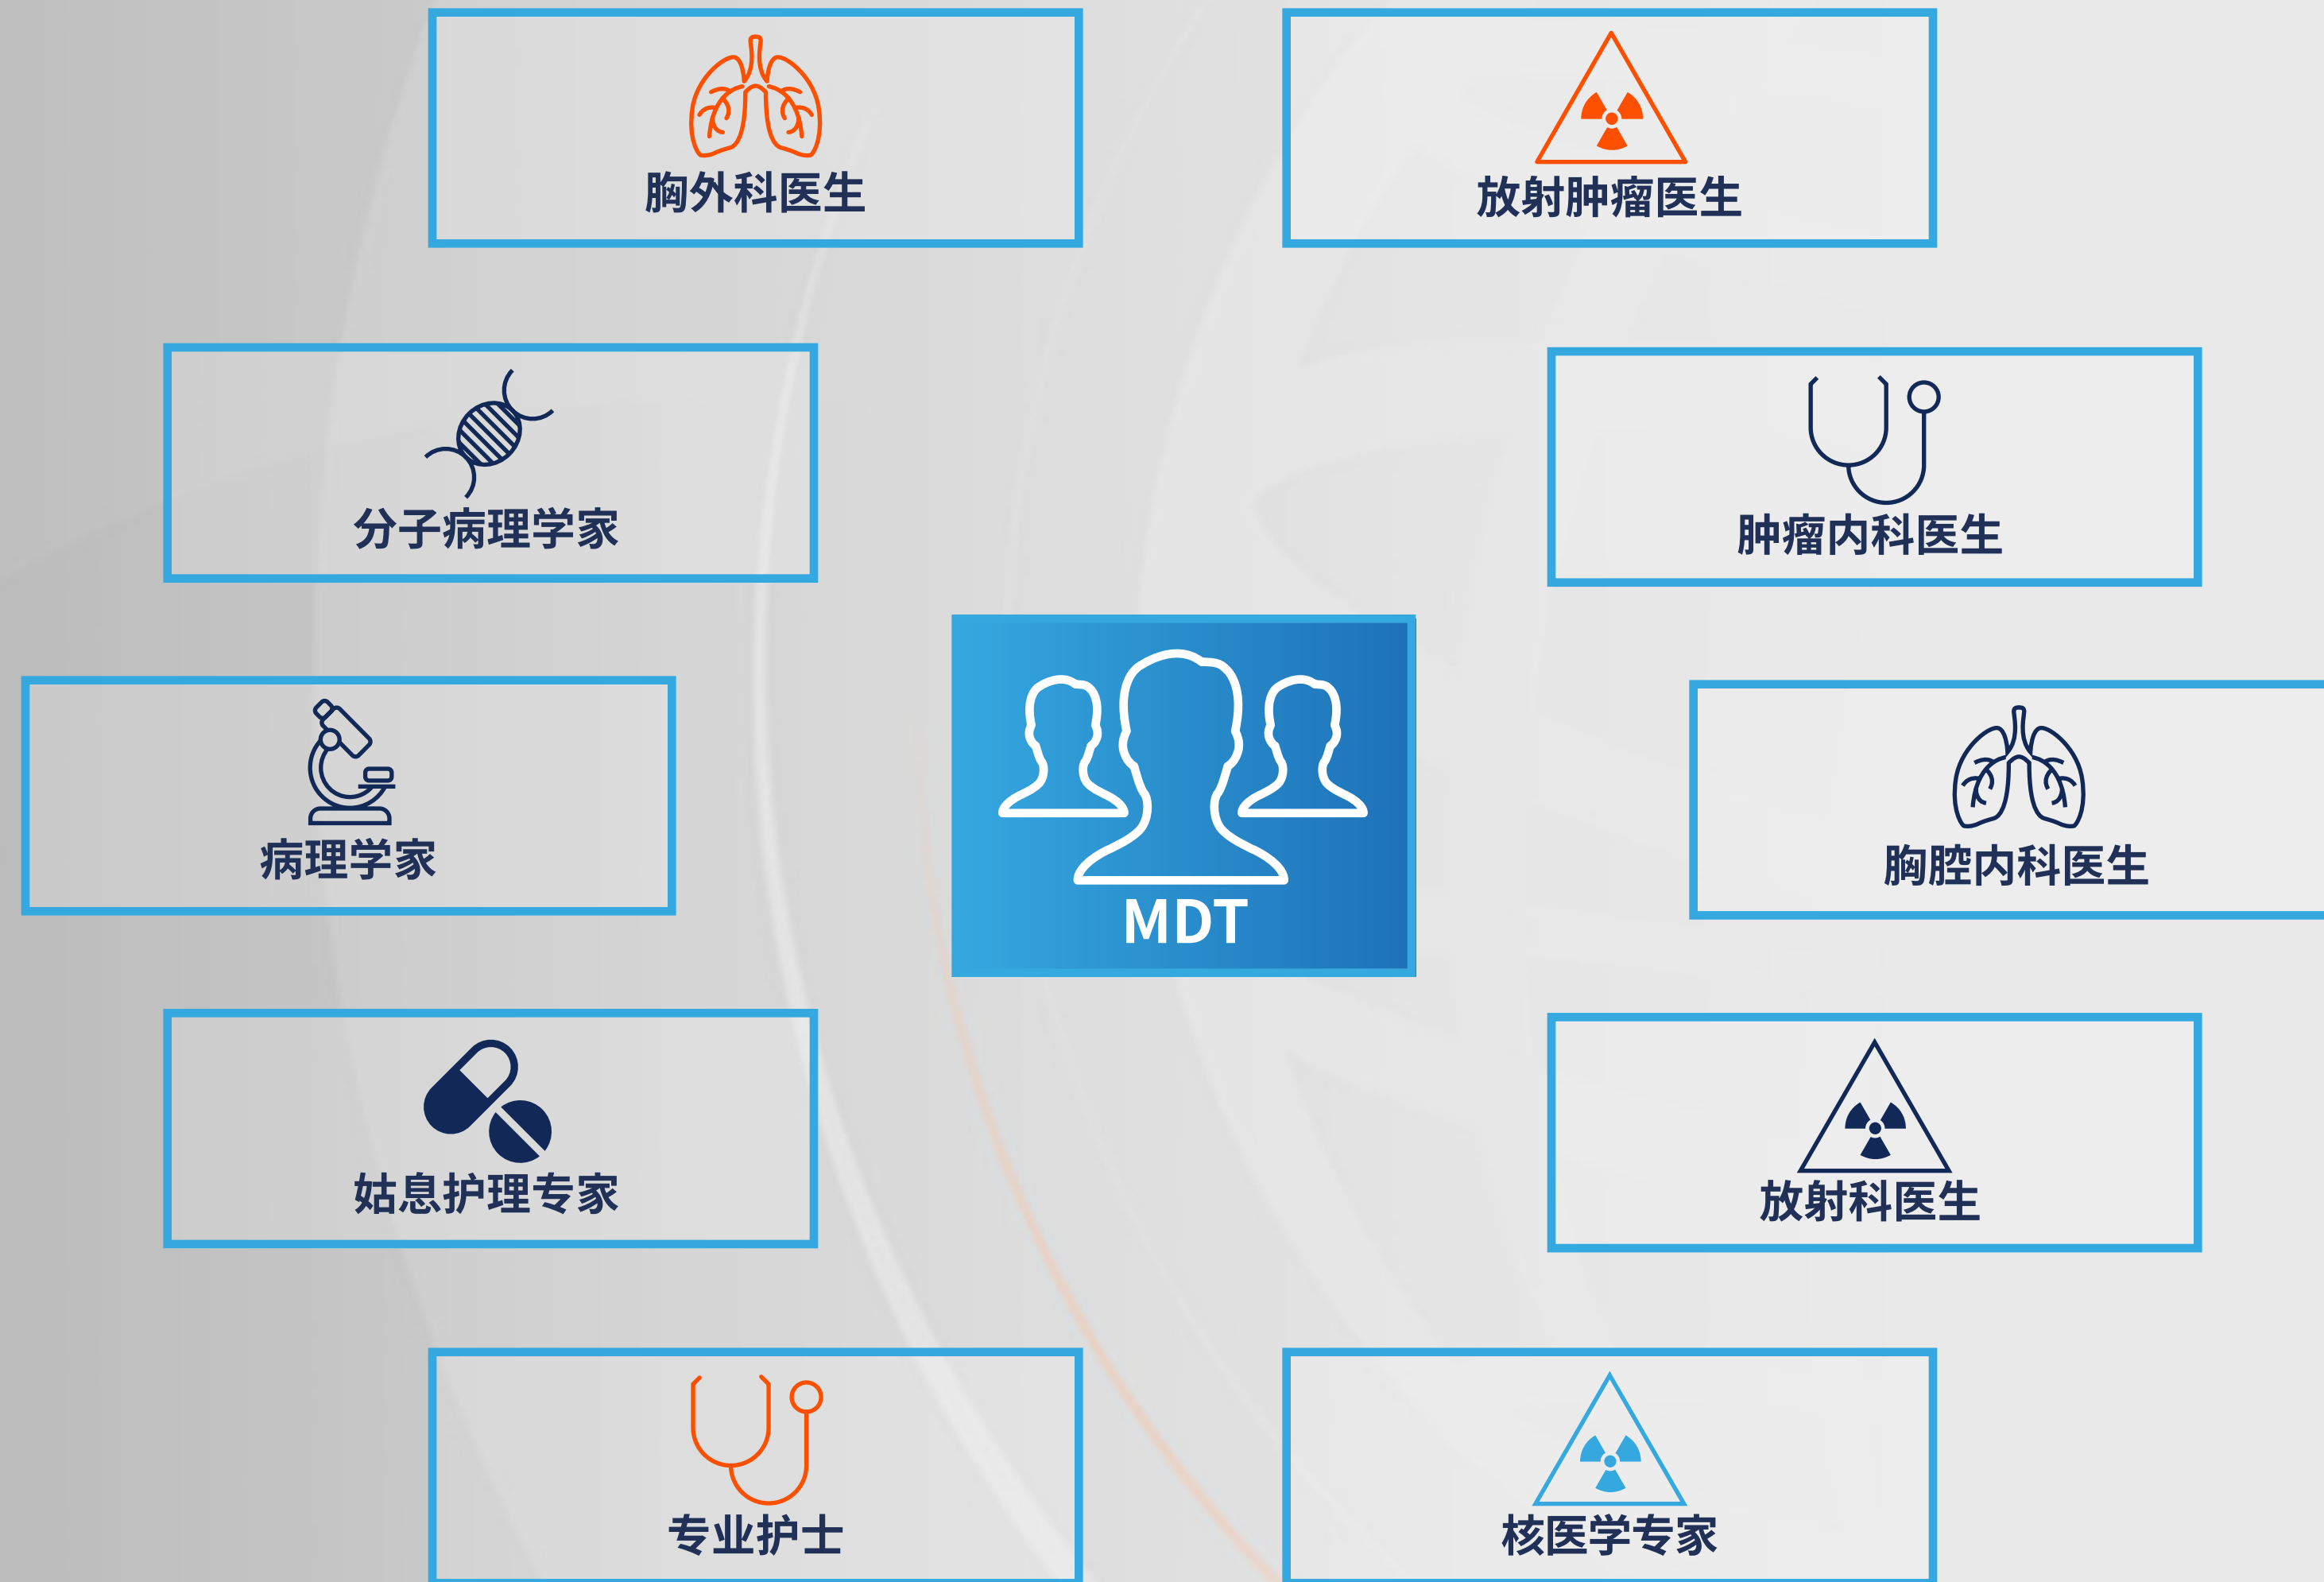 胸外科医生
放射肿瘤医生
分子病理学家
肿瘤内科医生
病理学家
MDT
胸腔内科医生
姑息护理专家
放射科医生
专业护士
核医学专家